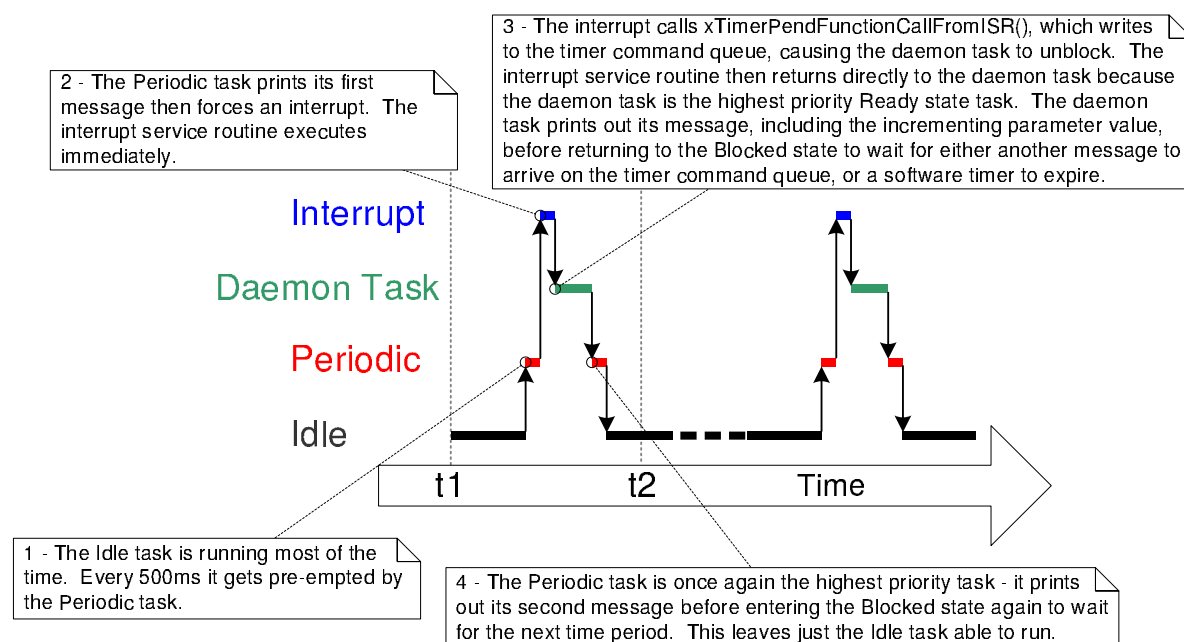 3 - The interrupt calls xTimerPendFunctionCallFromISR(), which writes
to the timer command queue, causing the daemon task to unblock.  The
interrupt service routine then returns directly to the daemon task because
the daemon task is the highest priority Ready state task.  The daemon
task prints out its message, including the incrementing parameter value,
before returning to the Blocked state to wait for either another message to
arrive on the timer command queue, or a software timer to expire.
2 - The Periodic task prints its first
message then forces an interrupt.  The
interrupt service routine executes
immediately.
Interrupt
Daemon Task
Periodic
Idle
t1
t2
Time
1 - The Idle task is running most of the
time.  Every 500ms it gets pre-empted by
the Periodic task.
4 - The Periodic task is once again the highest priority task - it prints
out its second message before entering the Blocked state again to wait
for the next time period.  This leaves just the Idle task able to run.